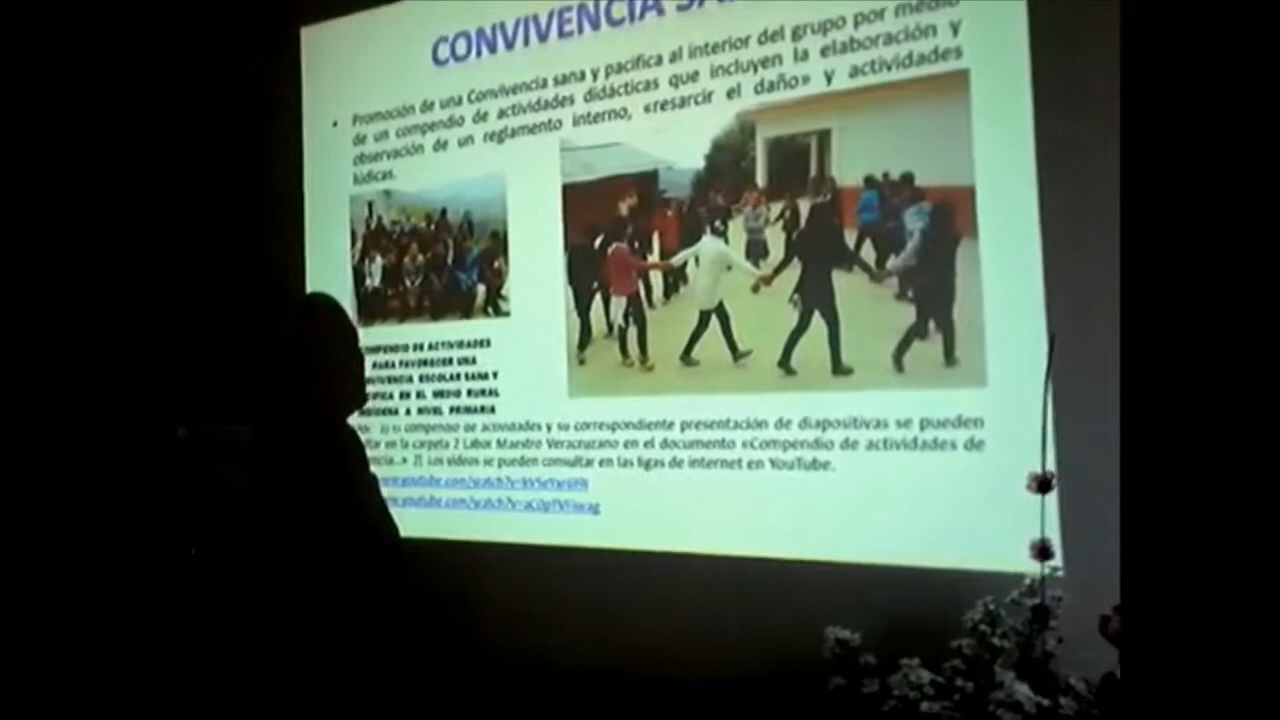 CONVIVENCIA
Promoción de una Convivencia sana y pacifica al interior del grupo por medio
de un compendio de actividades didácticas que incluyen la elaboración y
observación de un reglamento interno, «resarcir el daño» y actividades
lúdicas.
COMPENDIO DE ACTIVIDADES
PARA FAVORECER UNA
ESCOLAR SANA Y
EN EL MEDIO RURAL
A NIVEL PRIMARIA
compendio de actividades y su correspondiente presentación de diapositivas se pueden
en la carpeta 2 Labor Maestro Veracruzano en el documento «Compendio de actividades de
2) Los videos se pueden consultar en las ligas de internet en YouTube.